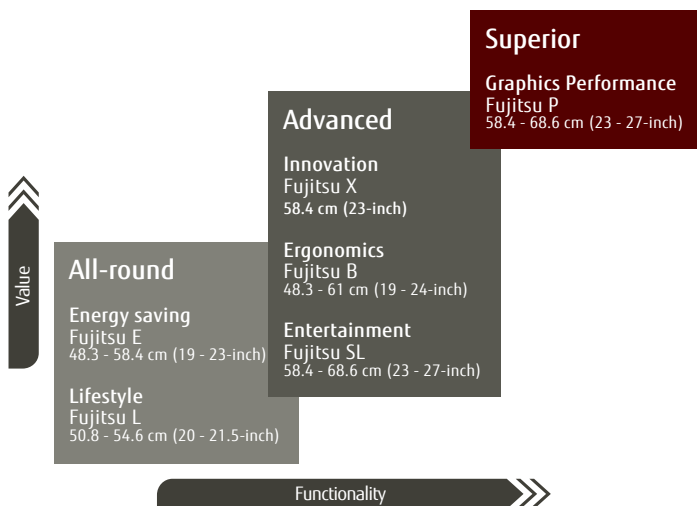 Superior
Graphics Performance
Fujitsu P
58.4 - 68.6 cm (23 - 27-inch)
Advanced
Innovation
Fujitsu X
58.4 cm (23-inch)
Ergonomics
Fujitsu B
48.3 - 61 cm (19 - 24-inch)
Entertainment
Fujitsu SL
58.4 - 68.6 cm (23 - 27-inch)
All-round
Energy saving
Fujitsu E
48.3 - 58.4 cm (19 - 23-inch)
Lifestyle
Fujitsu L
50.8 - 54.6 cm (20 - 21.5-inch)
Value
Functionality